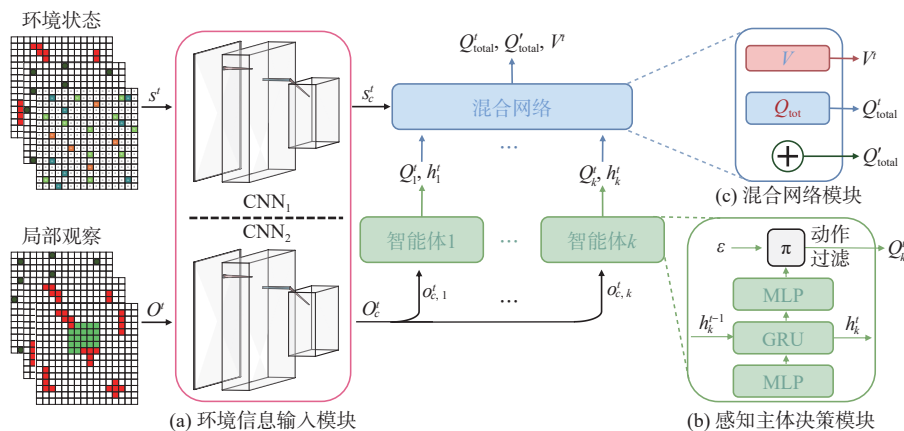 环境状态
s^t
CNN₁
CNN₂
局部观察
O^t
(a) 环境信息输入模块
s_c^t
O_c^t
Q_total^t, Q'_total, V^t
混合网络
...
Q_1^t, h_1^t
Q_k^t, h_k^t
智能体1
...
智能体k
o_{c, 1}^t
...
o_{c, k}^t
V
V^t
Q_tot
Q_total^t
+
Q'_total
(c) 混合网络模块
ε
π
动作
过滤
Q_k^t
MLP
h_k^{t-1}
GRU
h_k^t
MLP
(b) 感知主体决策模块